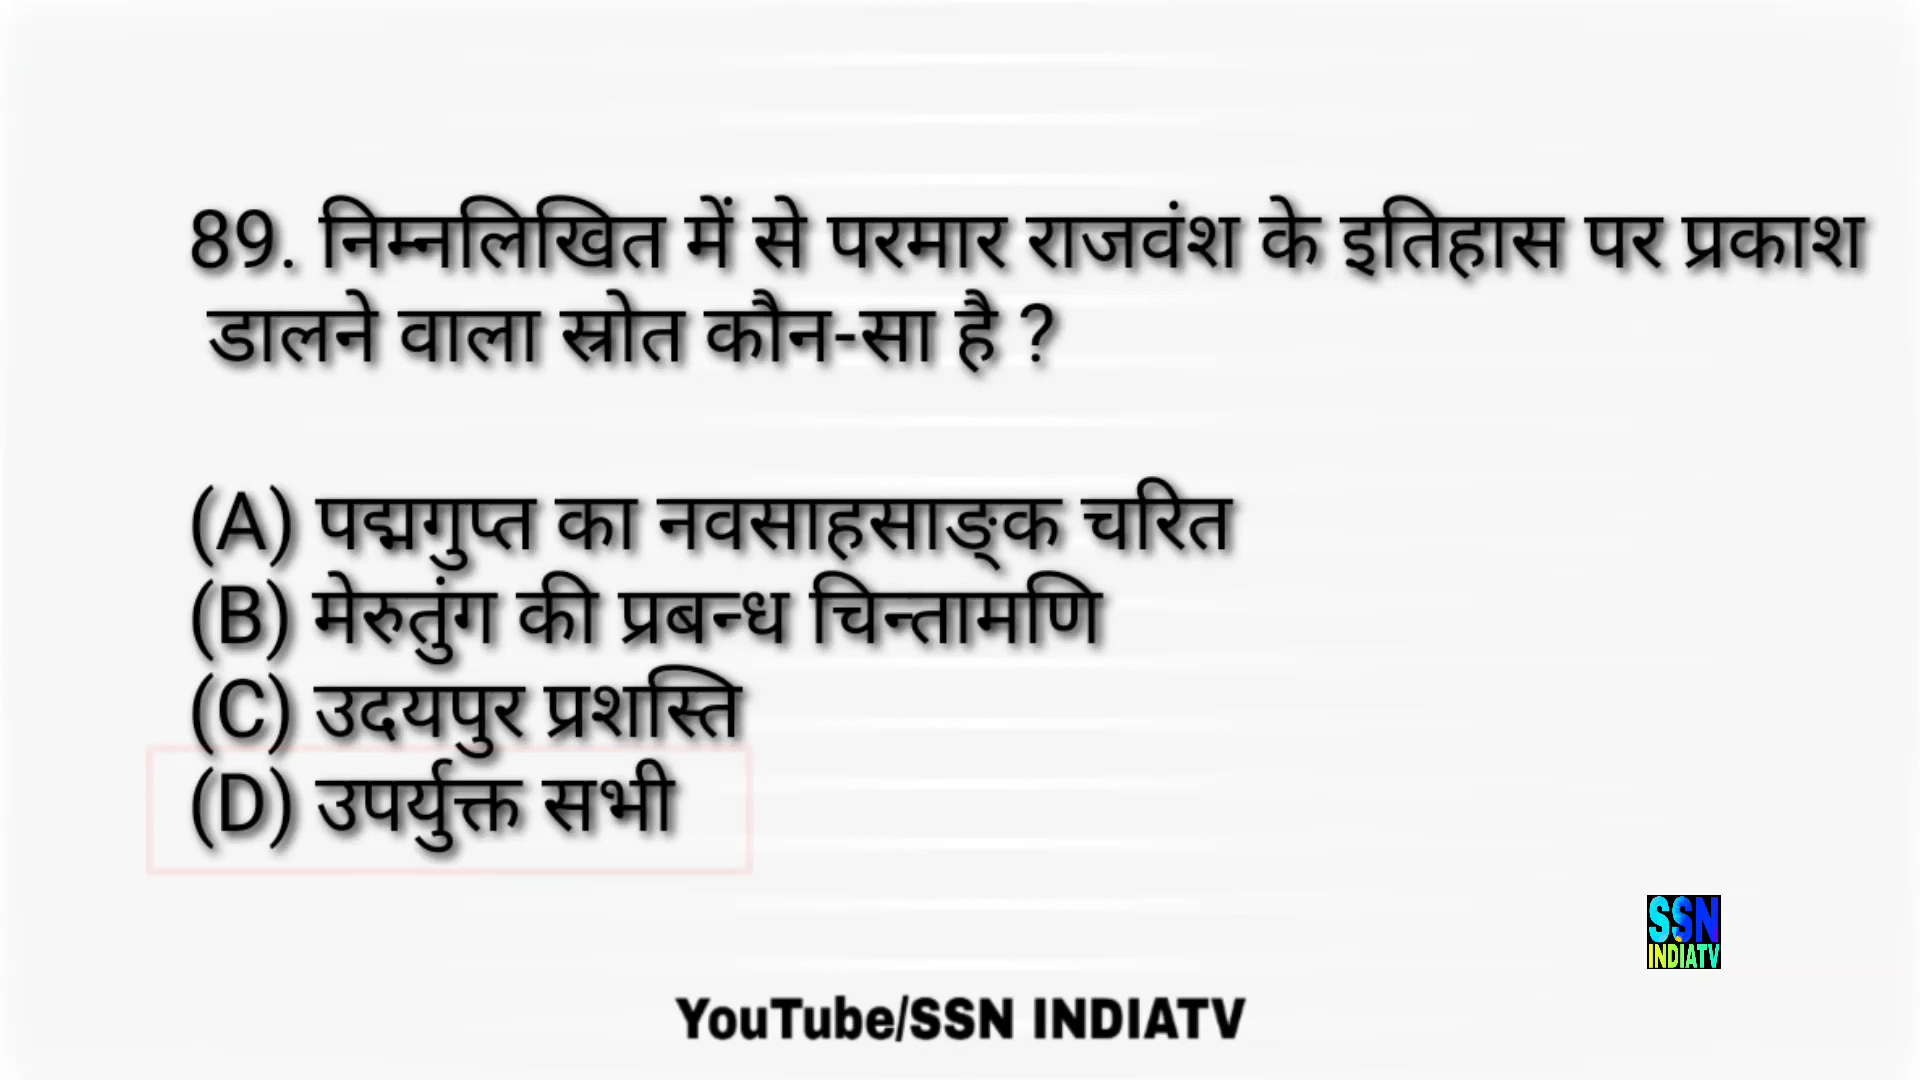 89. निम्नलिखित में से परमार राजवंश के इतिहास पर प्रकाश
डालने वाला स्रोत कौन-सा है ?
(A) पद्मगुप्त का नवसाहसाङ्क चरित
(B) मेरुतुंग की प्रबन्ध चिन्तामणि
(C) उदयपुर प्रशस्ति
(D) उपर्युक्त सभी
SSN
INDIATV
YouTube/SSN INDIATV